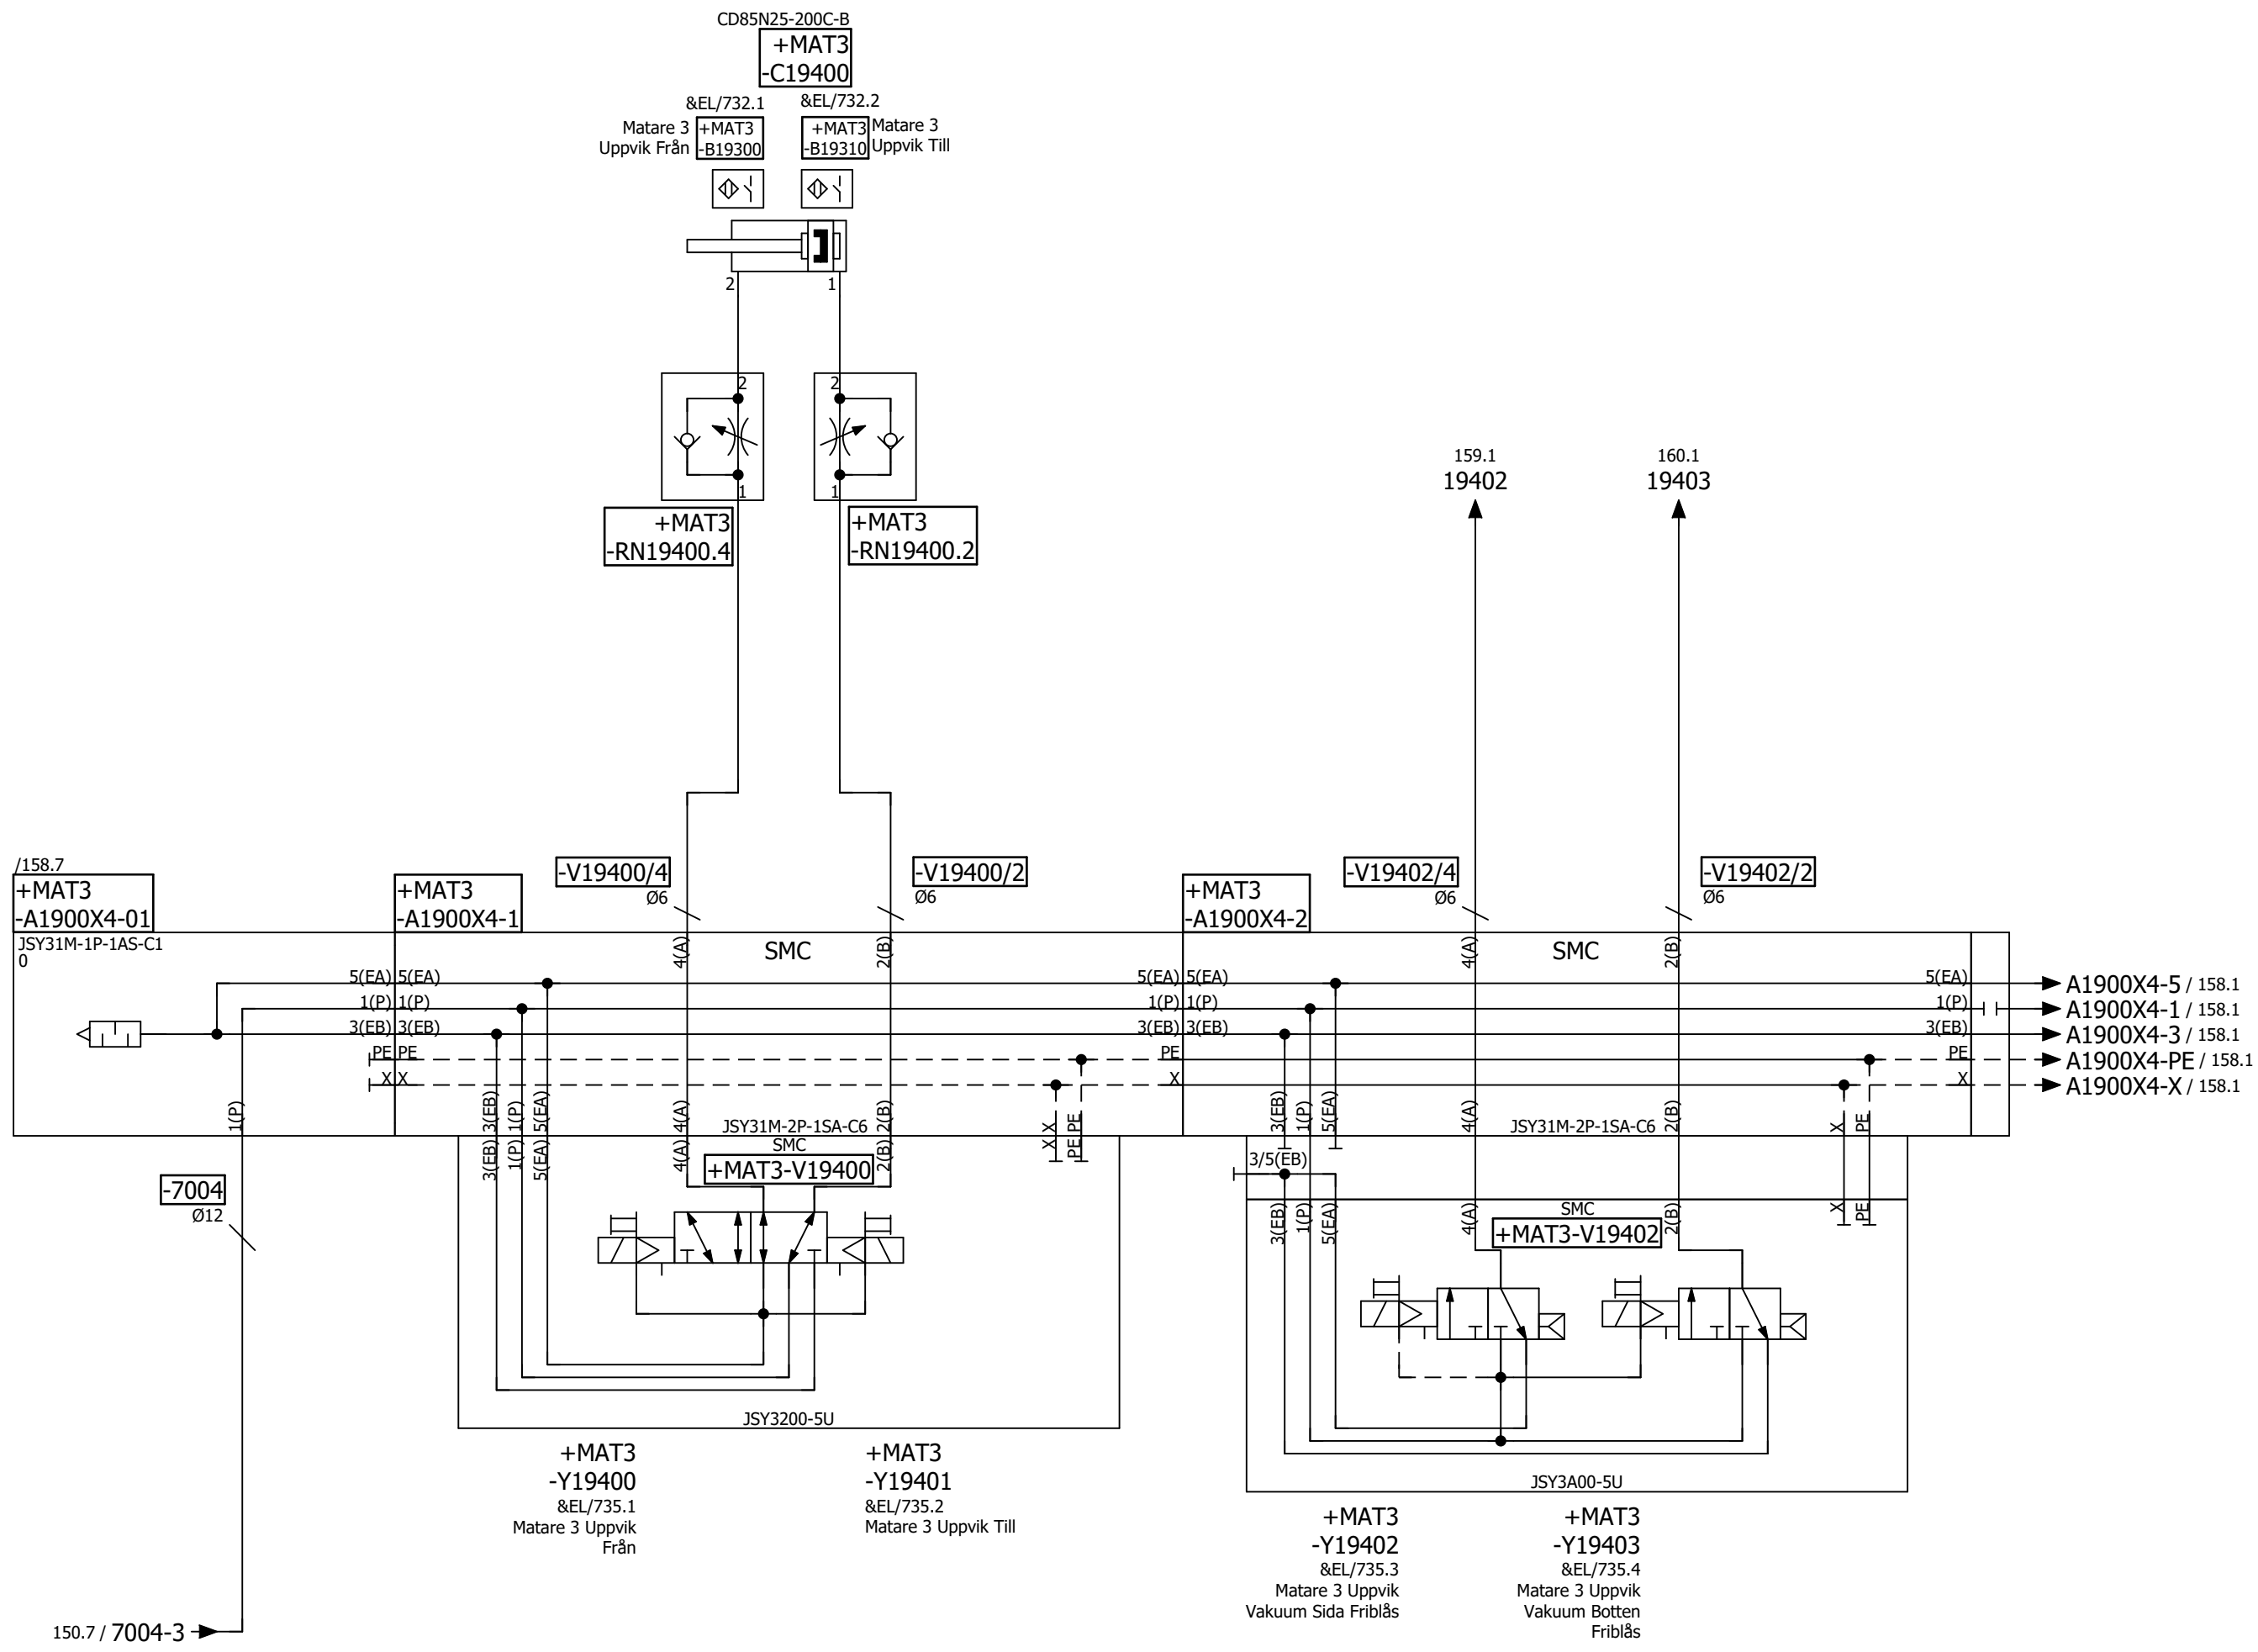 CD85N25-200C-B
+MAT3
-C19400
&EL/732.1
&EL/732.2
Matare 3
Uppvik Från
+MAT3
-B19300
+MAT3
-B19310
Matare 3
Uppvik Till
2
1
2
2
1
1
+MAT3
-RN19400.4
+MAT3
-RN19400.2
159.1
19402
160.1
19403
/158.7
+MAT3
-A1900X4-01
+MAT3
-A1900X4-1
-V19400/4
Ø6
-V19400/2
Ø6
+MAT3
-A1900X4-2
-V19402/4
Ø6
-V19402/2
Ø6
JSY31M-1P-1AS-C1
0
4(A)
SMC
2(B)
4(A)
SMC
2(B)
5(EA)
5(EA)
5(EA)
5(EA)
5(EA)
A1900X4-5 / 158.1
1(P)
1(P)
1(P)
1(P)
1(P)
A1900X4-1 / 158.1
3(EB)
3(EB)
3(EB)
3(EB)
3(EB)
A1900X4-3 / 158.1
PE
PE
PE
PE
A1900X4-PE / 158.1
X
X
X
X
A1900X4-X / 158.1
1(P)
3(EB)
1(P)
5(EA)
4(A)
JSY31M-2P-1SA-C6
2(B)
X
PE
3(EB)
1(P)
5(EA)
4(A)
JSY31M-2P-1SA-C6
2(B)
X
PE
3(EB)
1(P)
5(EA)
4(A)
SMC
+MAT3-V19400
2(B)
X
PE
3/5(EB)
-7004
Ø12
3(EB)
1(P)
5(EA)
4(A)
SMC
+MAT3-V19402
2(B)
X
PE
JSY3200-5U
+MAT3
-Y19400
&EL/735.1
Matare 3 Uppvik
Från
+MAT3
-Y19401
&EL/735.2
Matare 3 Uppvik Till
JSY3A00-5U
+MAT3
-Y19402
&EL/735.3
Matare 3 Uppvik
Vakuum Sida Friblås
+MAT3
-Y19403
&EL/735.4
Matare 3 Uppvik
Vakuum Botten
Friblås
150.7 / 7004-3